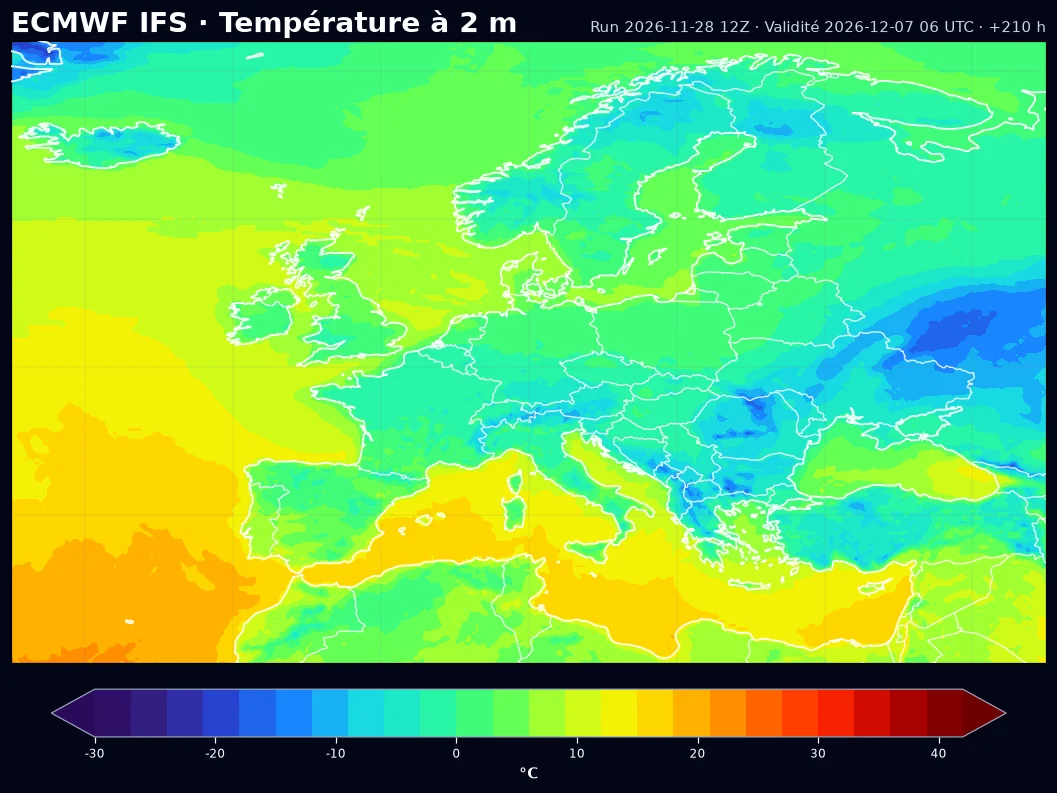 ECMWF IFS · Température à 2 m
Run 2026-11-28 12Z · Validité 2026-12-07 06 UTC · +210 h
-30 -20 -10 0 10 20 30 40
°C